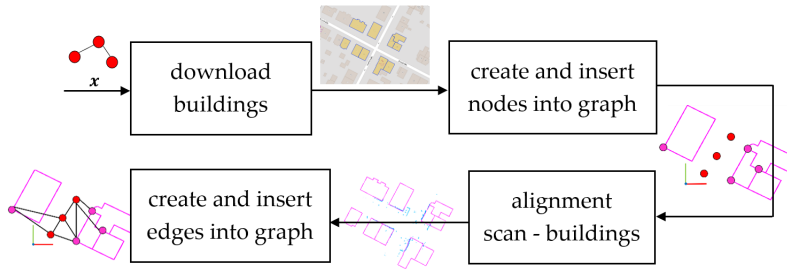 x
download
buildings
create and insert
nodes into graph
alignment
scan - buildings
create and insert
edges into graph